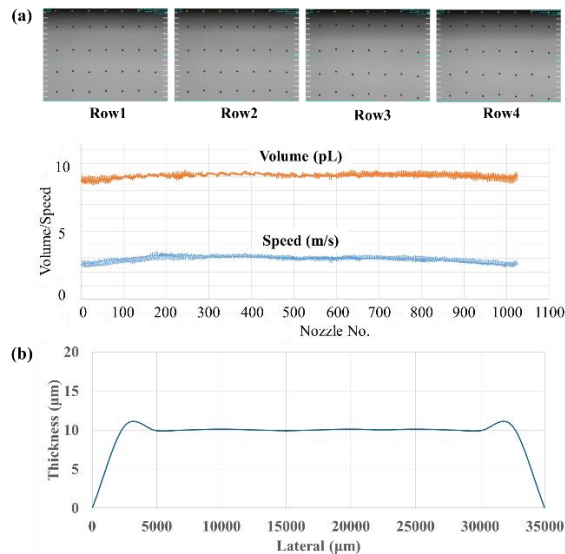 (a)
Row1 Row2 Row3 Row4
10
Volume (pL)
Volume/Speed
5
Speed (m/s)
0
0 100 200 300 400 500 600 700 800 900 1000 1100
Nozzle No.
(b)
20
15
Thickness (μm)
10
5
0
0 5000 10000 15000 20000 25000 30000 35000
Lateral (μm)